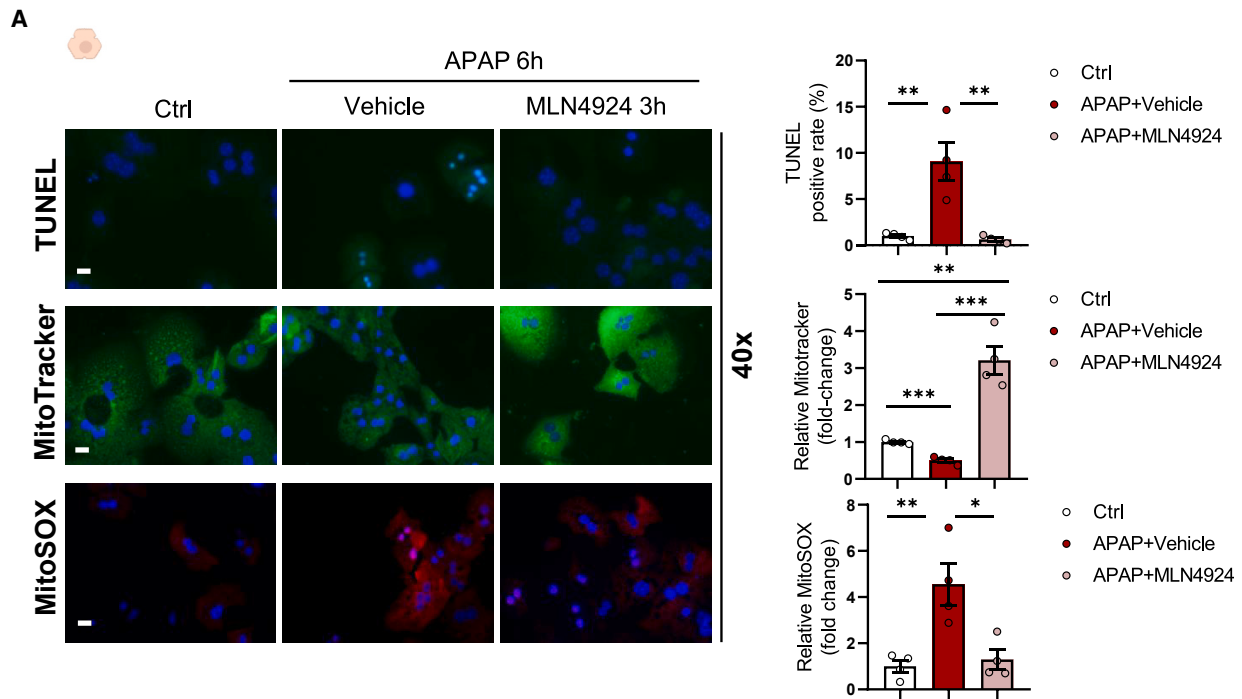 A
APAP 6h
Ctrl
Vehicle
MLN4924 3h
TUNEL
MitoTracker
MitoSOX
40x
TUNEL
positive rate (%)
20
15
10
5
0
** **
Ctrl
APAP+Vehicle
APAP+MLN4924
Relative Mitotracker
(fold-change)
5
4
3
2
1
0
**
***
***
Ctrl
APAP+Vehicle
APAP+MLN4924
Relative MitoSOX
(fold change)
8
6
4
2
0
** *
Ctrl
APAP+Vehicle
APAP+MLN4924